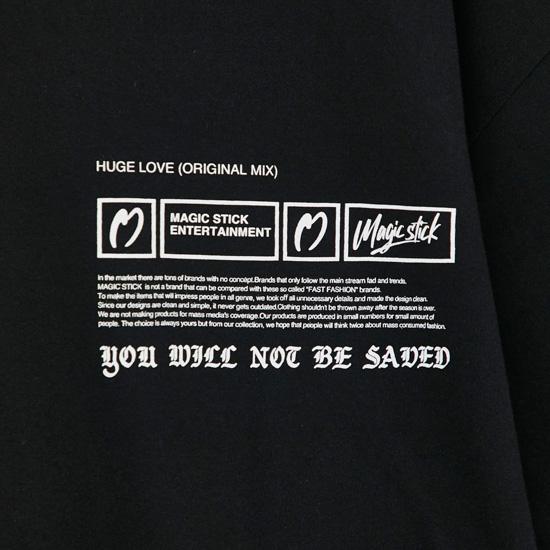 HUGE LOVE (ORIGINAL MIX)
M MAGIC STICK ENTERTAINMENT M Magic stick
In the market there are tons of brands with no concept.Brands that only follow the main stream fad and trends,
MAGIC STICK is not a brand that can be compared with these so called "FAST FASHION" brands.
To make the items that will impress people in all genre, we took off all unnecessary details and made the design clean.
Since our designs are clean and simple, it never gets outdated.Clothing shouldn't be thrown away after the season is over.
We are not making products for mass media's coverage.Our products are produced in small numbers for small amount of
people. The choice is always yours but from our collection, we hope that people will think twice about mass consumed fashion.
YOU WILL NOT BE SAVED